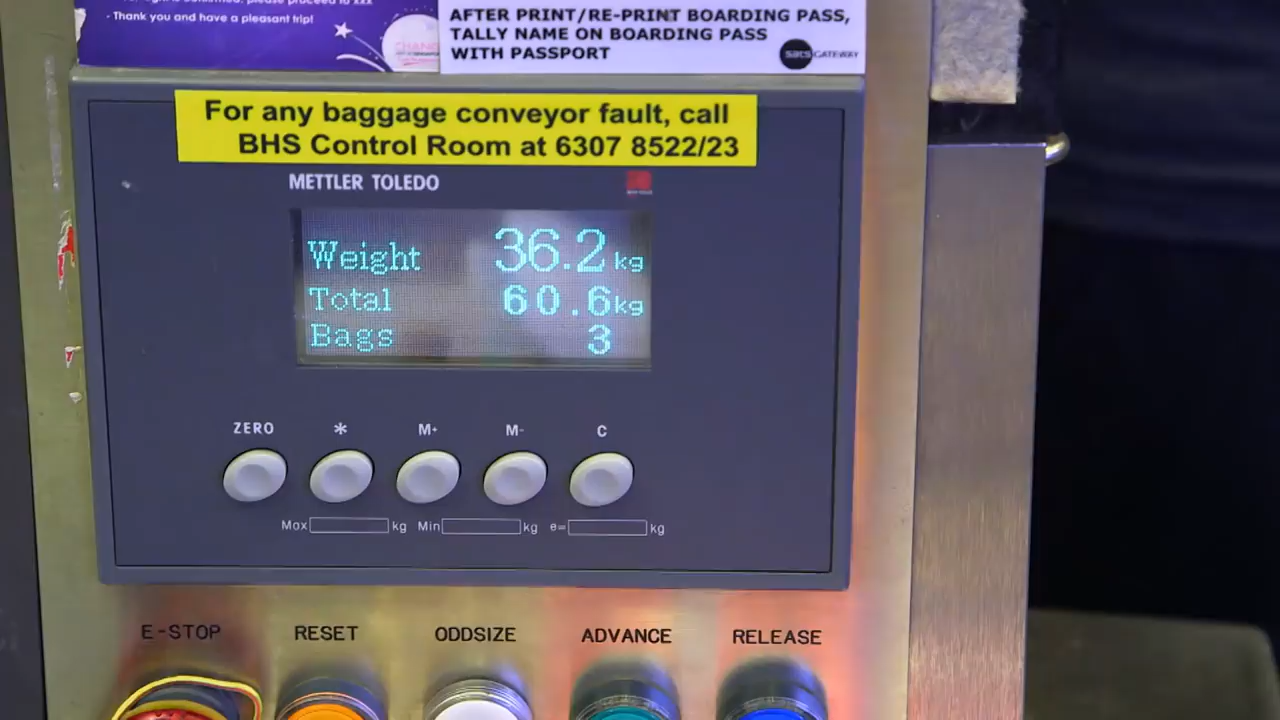 - Thank you and have a pleasant trip!
AFTER PRINT/RE-PRINT BOARDING PASS,
TALLY NAME ON BOARDING PASS
WITH PASSPORT
sats GATEWAY
For any baggage conveyor fault, call
BHS Control Room at 6307 8522/23
METTLER TOLEDO
Weight 36.2 kg
Total 60.6 kg
Bags 3
ZERO * M+ M- C
Max kg Min kg e= kg
E-STOP RESET ODDSIZE ADVANCE RELEASE